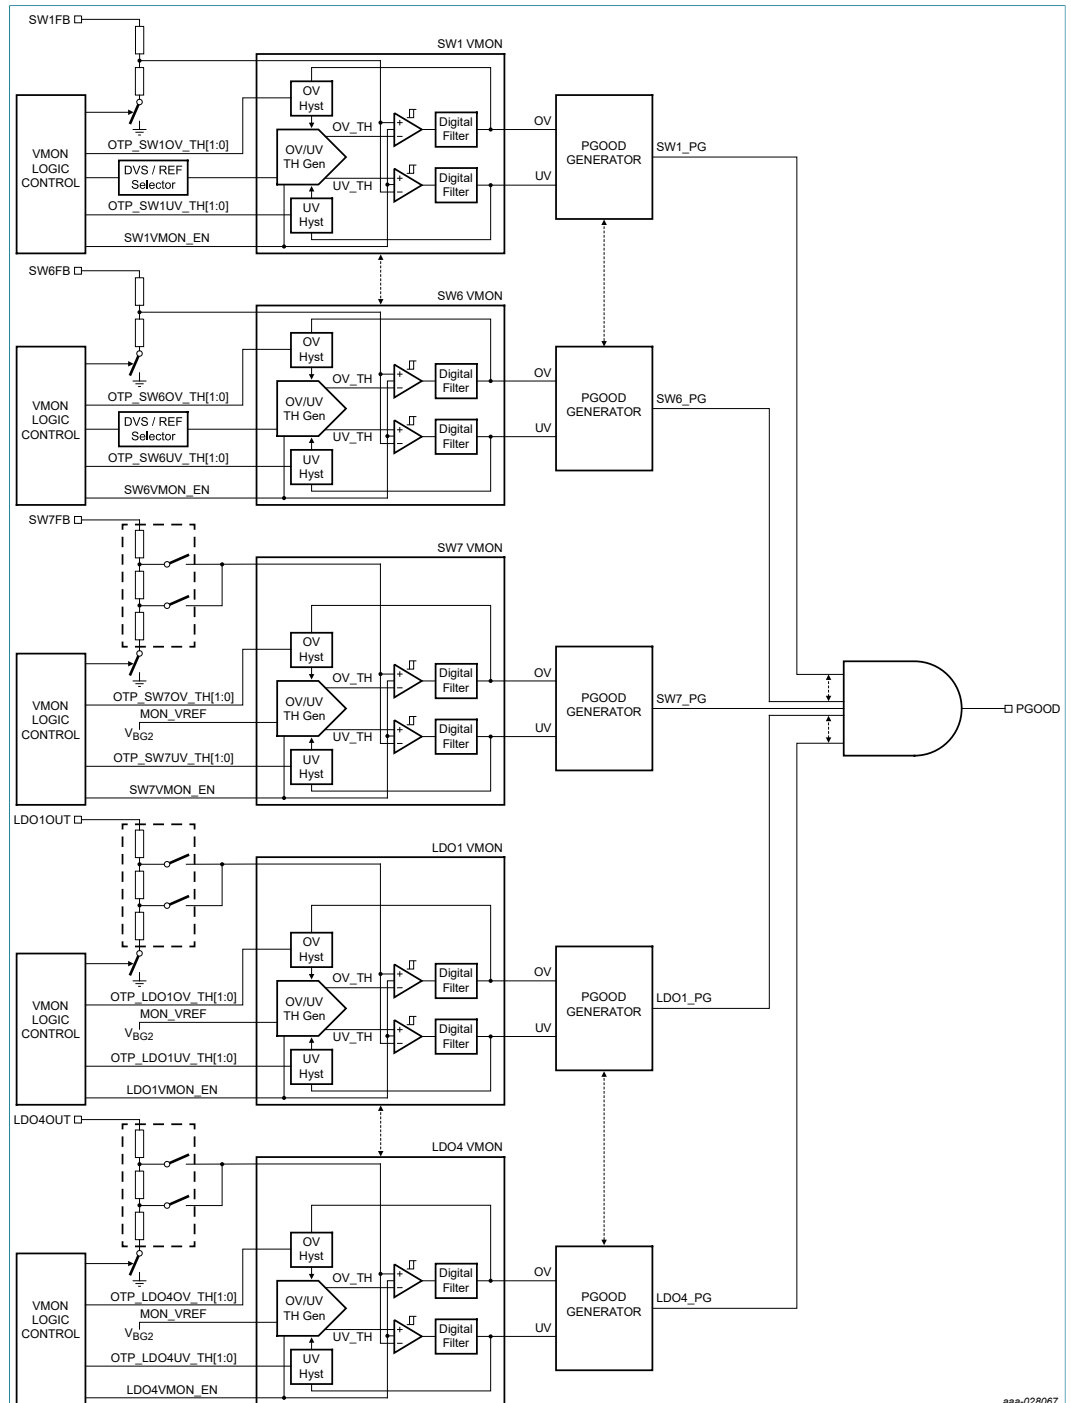 SW1FB
SW1 VMON
VMON
LOGIC
CONTROL
OTP_SW1OV_TH[1:0]
DVS / REF
Selector
OTP_SW1UV_TH[1:0]
SW1VMON_EN
OV
Hyst
OV/UV
TH Gen
UV
Hyst
OV_TH
UV_TH
+
−
+
−
Digital
Filter
Digital
Filter
OV
UV
PGOOD
GENERATOR
SW1_PG
SW6FB
SW6 VMON
VMON
LOGIC
CONTROL
OTP_SW6OV_TH[1:0]
DVS / REF
Selector
OTP_SW6UV_TH[1:0]
SW6VMON_EN
OV
Hyst
OV/UV
TH Gen
UV
Hyst
OV_TH
UV_TH
+
−
+
−
Digital
Filter
Digital
Filter
OV
UV
PGOOD
GENERATOR
SW6_PG
SW7FB
SW7 VMON
VMON
LOGIC
CONTROL
OTP_SW7OV_TH[1:0]
MON_VREF
VBG2
OTP_SW7UV_TH[1:0]
SW7VMON_EN
OV
Hyst
OV/UV
TH Gen
UV
Hyst
OV_TH
UV_TH
+
−
+
−
Digital
Filter
Digital
Filter
OV
UV
PGOOD
GENERATOR
SW7_PG
PGOOD
LDO1OUT
LDO1 VMON
VMON
LOGIC
CONTROL
OTP_LDO1OV_TH[1:0]
MON_VREF
VBG2
OTP_LDO1UV_TH[1:0]
LDO1VMON_EN
OV
Hyst
OV/UV
TH Gen
UV
Hyst
OV_TH
UV_TH
+
−
+
−
Digital
Filter
Digital
Filter
OV
UV
PGOOD
GENERATOR
LDO1_PG
LDO4OUT
LDO4 VMON
VMON
LOGIC
CONTROL
OTP_LDO4OV_TH[1:0]
MON_VREF
VBG2
OTP_LDO4UV_TH[1:0]
LDO4VMON_EN
OV
Hyst
OV/UV
TH Gen
UV
Hyst
OV_TH
UV_TH
+
−
+
−
Digital
Filter
Digital
Filter
OV
UV
PGOOD
GENERATOR
LDO4_PG
aaa-028067